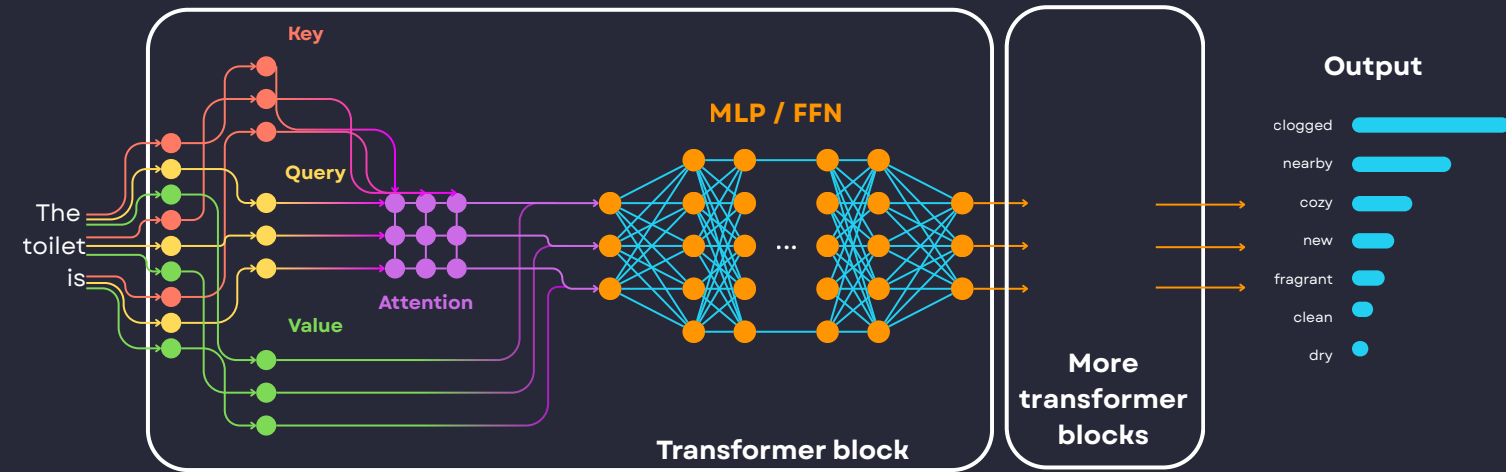 Key
Query
The
toilet
is
Attention
Value
MLP / FFN
...
Transformer block
More
transformer
blocks
Output
clogged
nearby
cozy
new
fragrant
clean
dry